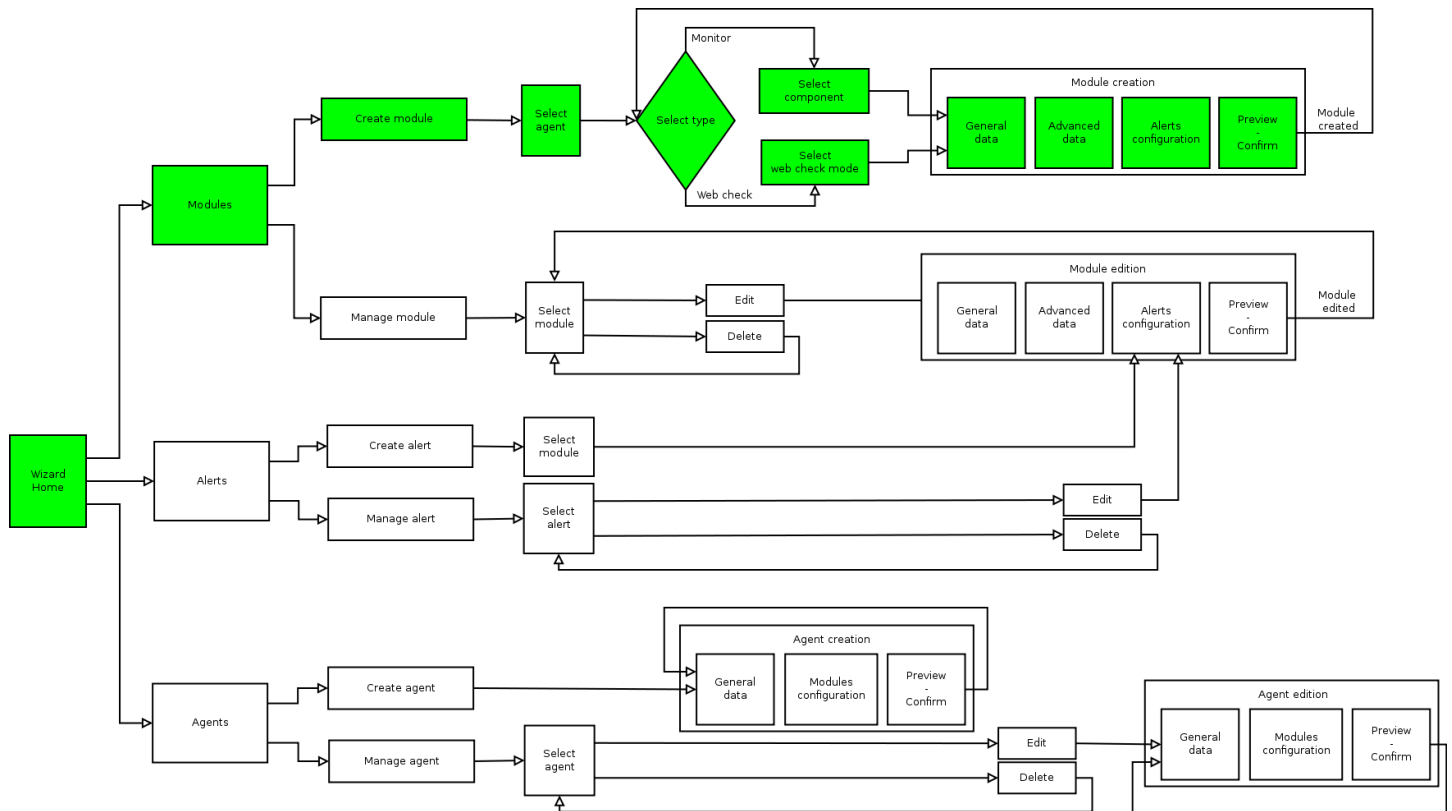 Monitor
Module creation
Select
component
Create module
Select
agent
Select type
General
data
Advanced
data
Alerts
configuration
Preview
-
Confirm
Module
created
Select
web check mode
Web check
Modules
Module edition
Manage module
Select
module
Edit
Delete
General
data
Advanced
data
Alerts
configuration
Preview
-
Confirm
Module
edited
Wizard
Home
Alerts
Create alert
Select
module
Manage alert
Select
alert
Edit
Delete
Agent creation
Agents
Create agent
General
data
Modules
configuration
Preview
-
Confirm
Manage agent
Select
agent
Edit
Delete
Agent edition
General
data
Modules
configuration
Preview
-
Confirm